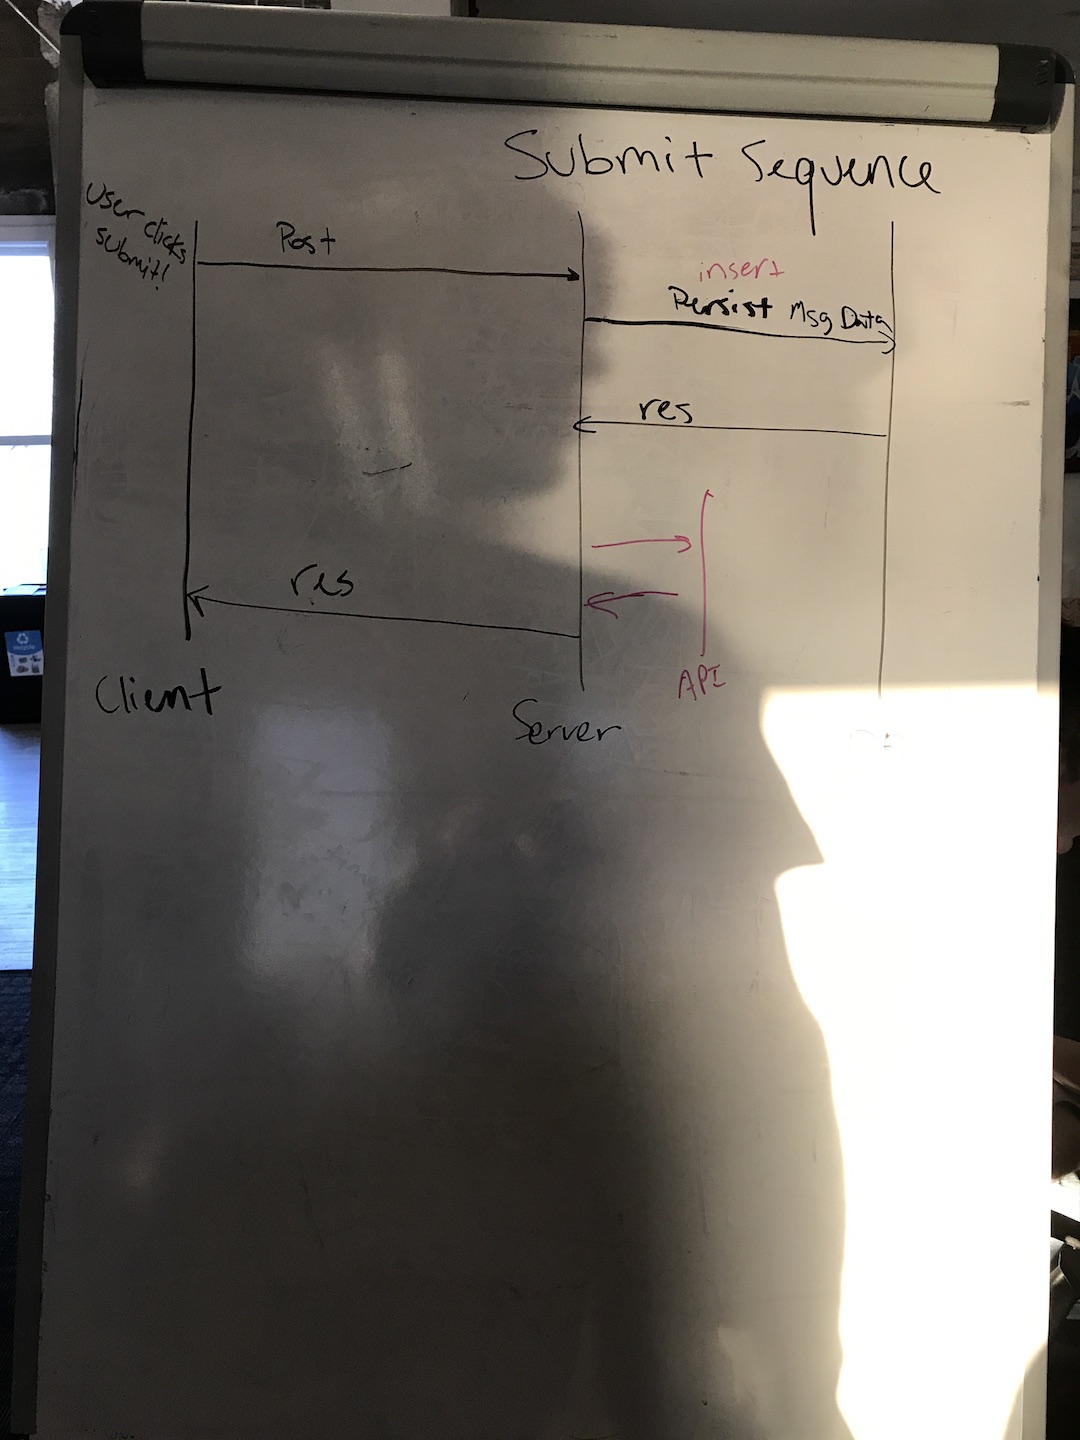 Submit Sequence
User clicks
submit!
Post
insert
Persist Msg Data
res
res
API
Client
Server